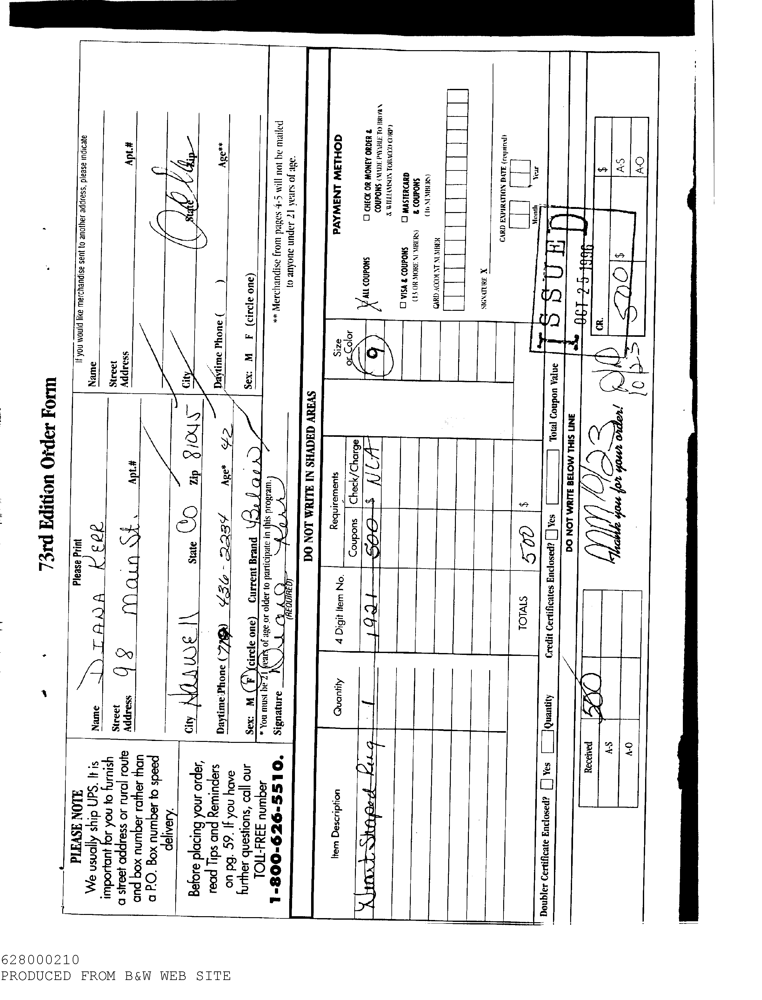 73rd Edition Order Form
PLEASE NOTE
We usually ship UPS. It is
important for you to furnish
a street address or rural route
and box number rather than
a P.O. Box number to speed
delivery.
Before placing your order,
read Tips and Reminders
on pg. 59. If you have
further questions, call our
TOLL-FREE number
1-800-626-5510.
Please Print
Name DIANA KERR
Street
Address 98 Main St. Apt.#
City HASWELL State CO Zip 81045
Daytime Phone (719) 436-2234 Age* 42
Sex: M F (circle one) Current Brand Belair
* You must be 21 years of age or older to participate in this program.
Signature Diana Kerr
(REQUIRED)
If you would like merchandise sent to another address, please indicate
Name
Street
Address
Apt.#
City State Zip
Daytime Phone ( ) Age**
Sex: M F (circle one)
** Merchandise from pages 4-5 will not be mailed
to anyone under 21 years of age.
DO NOT WRITE IN SHADED AREAS
Item Description Quantity 4 Digit Item No. Requirements Size
Coupons Check/Charge or Color
Heart Shaped Rug 1 1921 500 $ NLA 9
TOTALS 500 $
PAYMENT METHOD
X ALL COUPONS
CHECK OR MONEY ORDER &
COUPONS (MADE PAYABLE TO BROWN
& WILLIAMSON TOBACCO CORP.)
VISA & COUPONS
(13 OR MORE NUMBERS)
MASTERCARD
& COUPONS
(16 NUMBERS)
CARD ACCOUNT NUMBER
SIGNATURE X
CARD EXPIRATION DATE (required)
Month Year
Doubler Certificate Enclosed? Yes Quantity Credit Certificates Enclosed? Yes Total Coupon Value
DO NOT WRITE BELOW THIS LINE
ISSUED
OCT 25 1996
Received 500
A-S
A-O
10/23
Thank you for your order!
10/23
CR. 500 $ $
A-S
A-O
628000210
PRODUCED FROM B&W WEB SITE